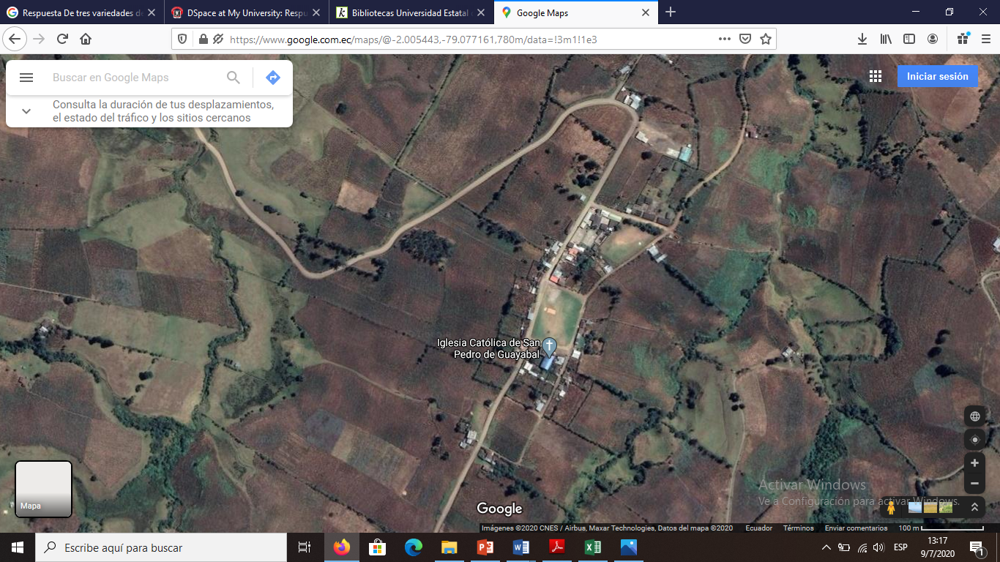 Respuesta De tres variedades de
DSpace at My University: Respu
Bibliotecas Universidad Estatal
Google Maps
https://www.google.com.ec/maps/@-2.005443,-79.077161,780m/data=!3m1!1e3
Buscar en Google Maps
Iniciar sesión
Consulta la duración de tus desplazamientos,
el estado del tráfico y los sitios cercanos
Iglesia Católica de San
Pedro de Guayabal
Activar Windows
Ve a Configuración para activar Windows.
Mapa
Google
Imágenes ©2020 CNES / Airbus, Maxar Technologies, Datos del mapa ©2020 Ecuador Términos Enviar comentarios 100 m
Escribe aquí para buscar
ESP
13:17
9/7/2020
1